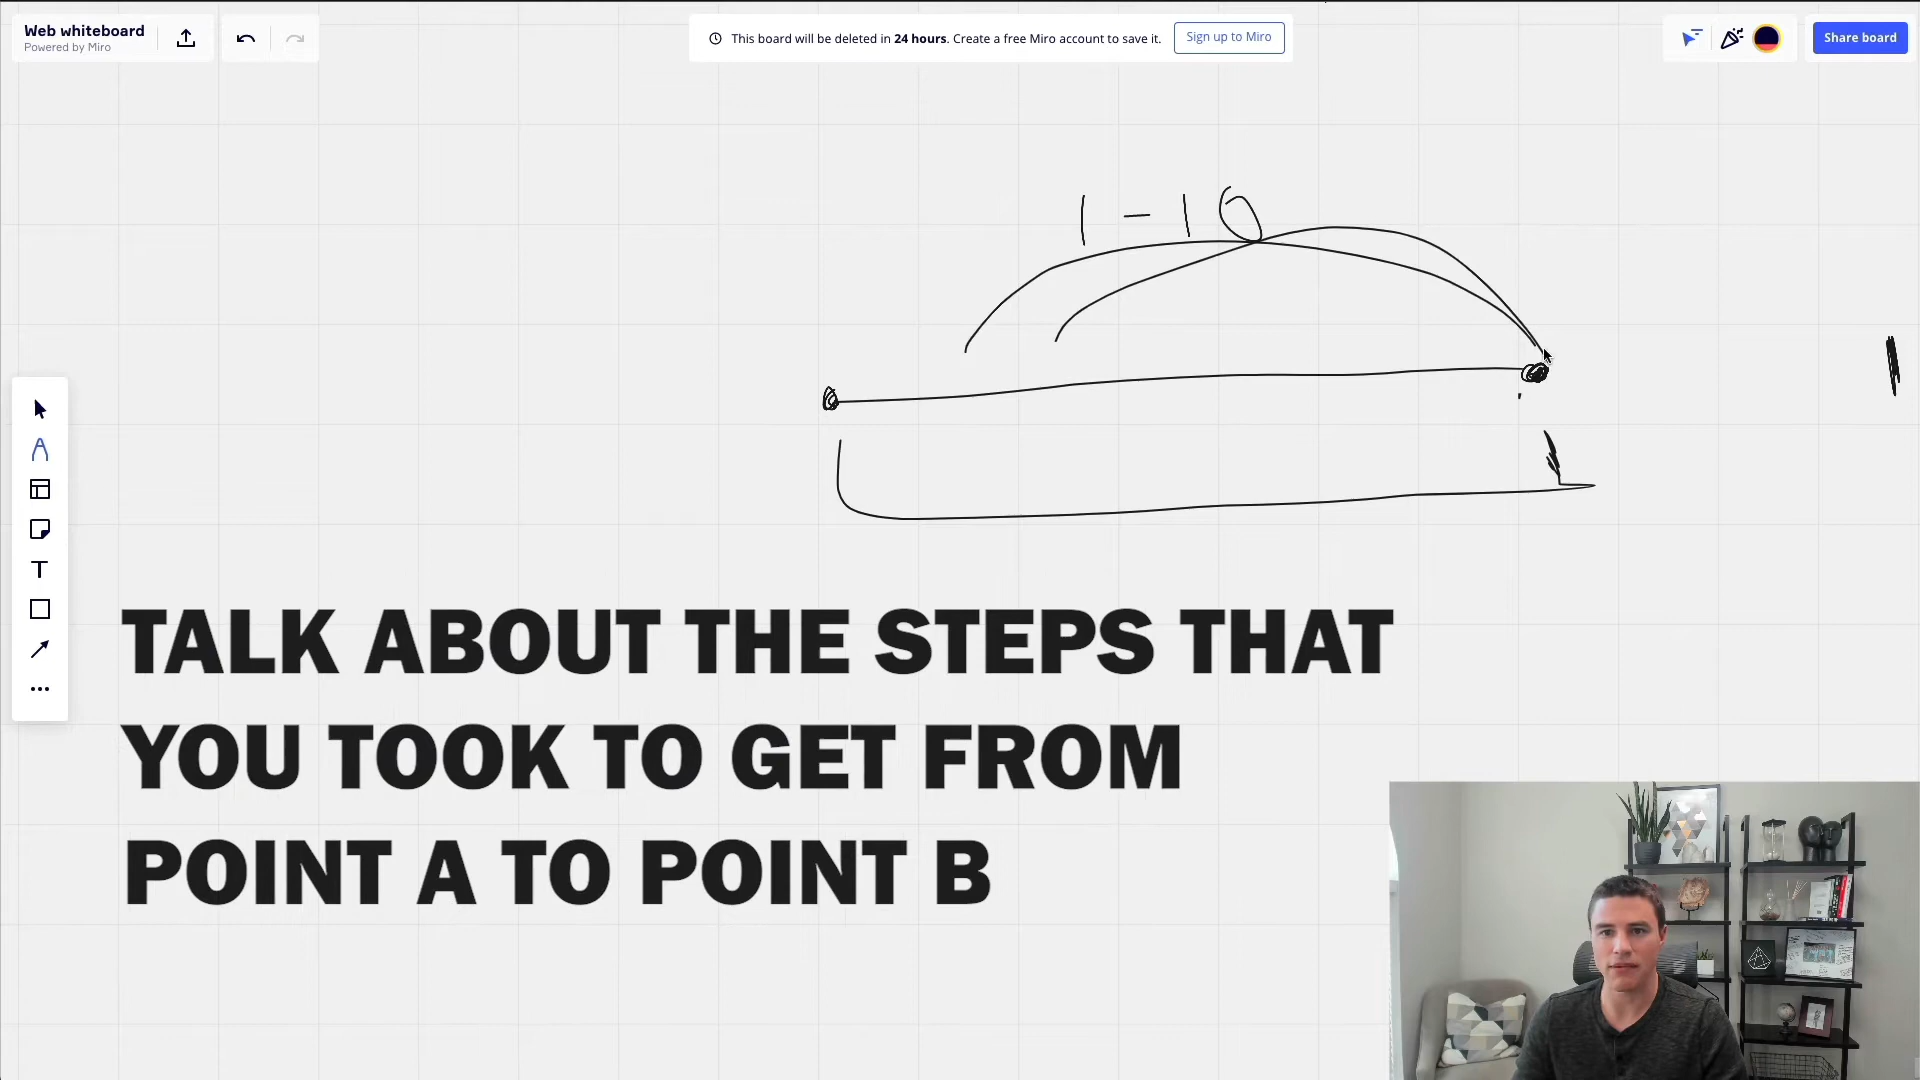 Web whiteboard
Powered by Miro
This board will be deleted in 24 hours. Create a free Miro account to save it.
Sign up to Miro
Share board
1 - 10
TALK ABOUT THE STEPS THAT
YOU TOOK TO GET FROM
POINT A TO POINT B